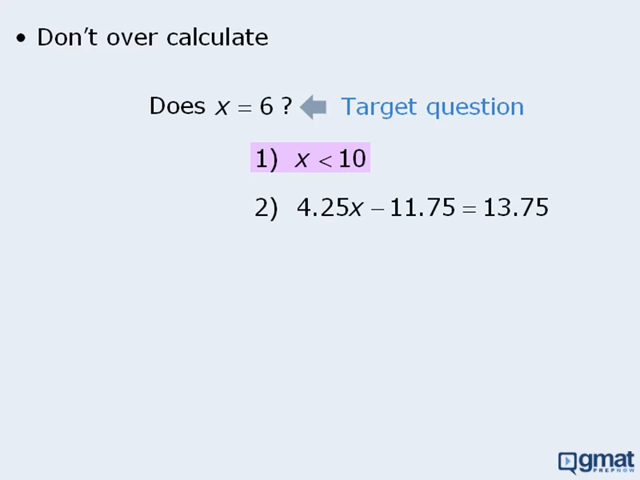 • Don't over calculate
Does x = 6 ? Target question
1) x < 10
2) 4.25x – 11.75 = 13.75
gmat
PREPNOW